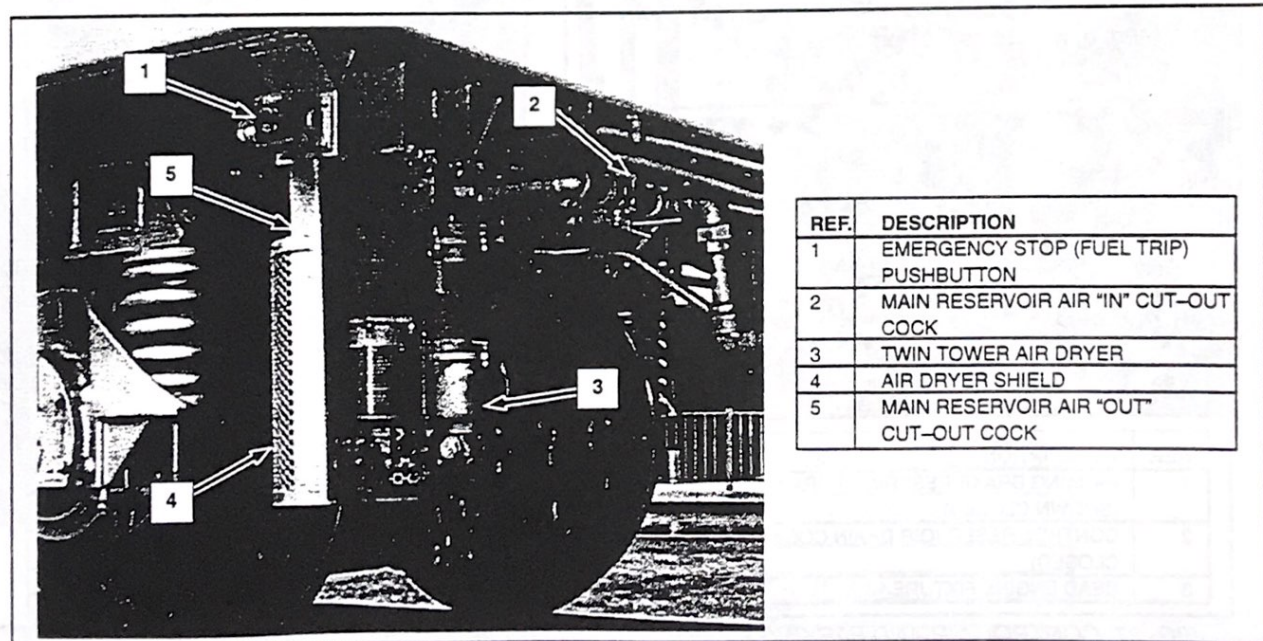 1
2
5
3
4
REF. DESCRIPTION
1 EMERGENCY STOP (FUEL TRIP)
PUSHBUTTON
2 MAIN RESERVOIR AIR “IN” CUT–OUT
COCK
3 TWIN TOWER AIR DRYER
4 AIR DRYER SHIELD
5 MAIN RESERVOIR AIR “OUT”
CUT–OUT COCK